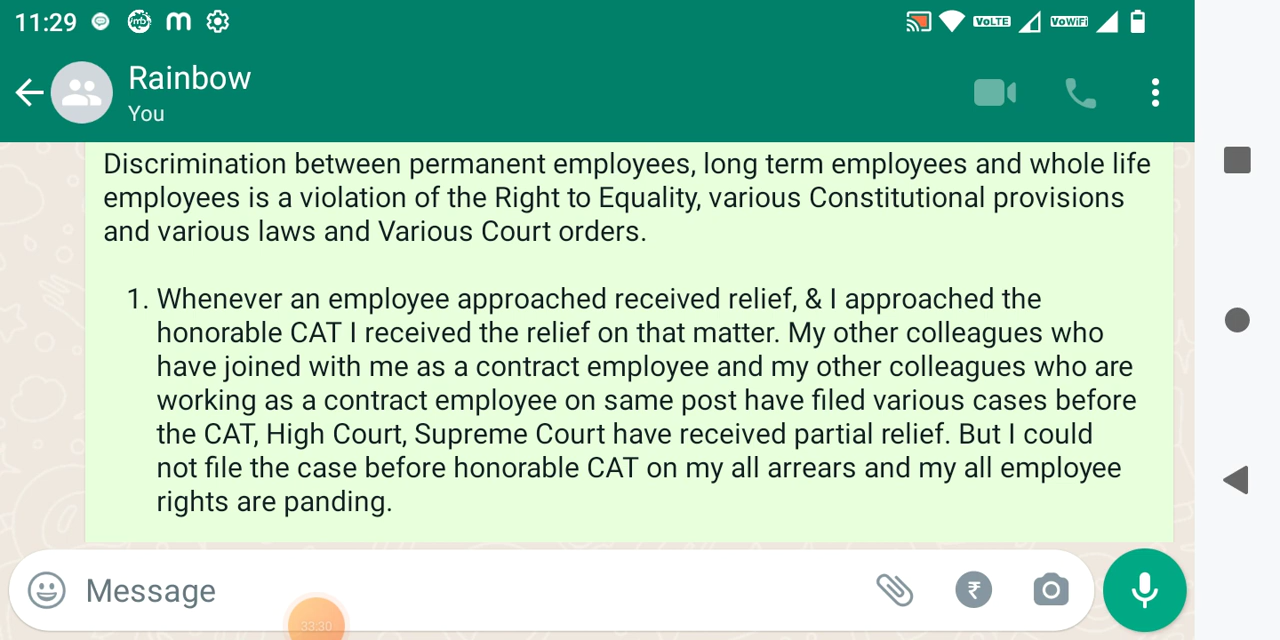 11:29
VoLTE VoWiFi
Rainbow
You
Discrimination between permanent employees, long term employees and whole life
employees is a violation of the Right to Equality, various Constitutional provisions
and various laws and Various Court orders.
1. Whenever an employee approached received relief, & I approached the
honorable CAT I received the relief on that matter. My other colleagues who
have joined with me as a contract employee and my other colleagues who are
working as a contract employee on same post have filed various cases before
the CAT, High Court, Supreme Court have received partial relief. But I could
not file the case before honorable CAT on my all arrears and my all employee
rights are panding.
Message
33:30